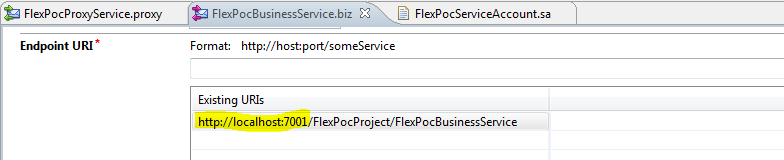 FlexPocProxyService.proxy FlexPocBusinessService.biz FlexPocServiceAccount.sa
Endpoint URI* Format: http://host:port/someService
Existing URIs
http://localhost:7001/FlexPocProject/FlexPocBusinessService